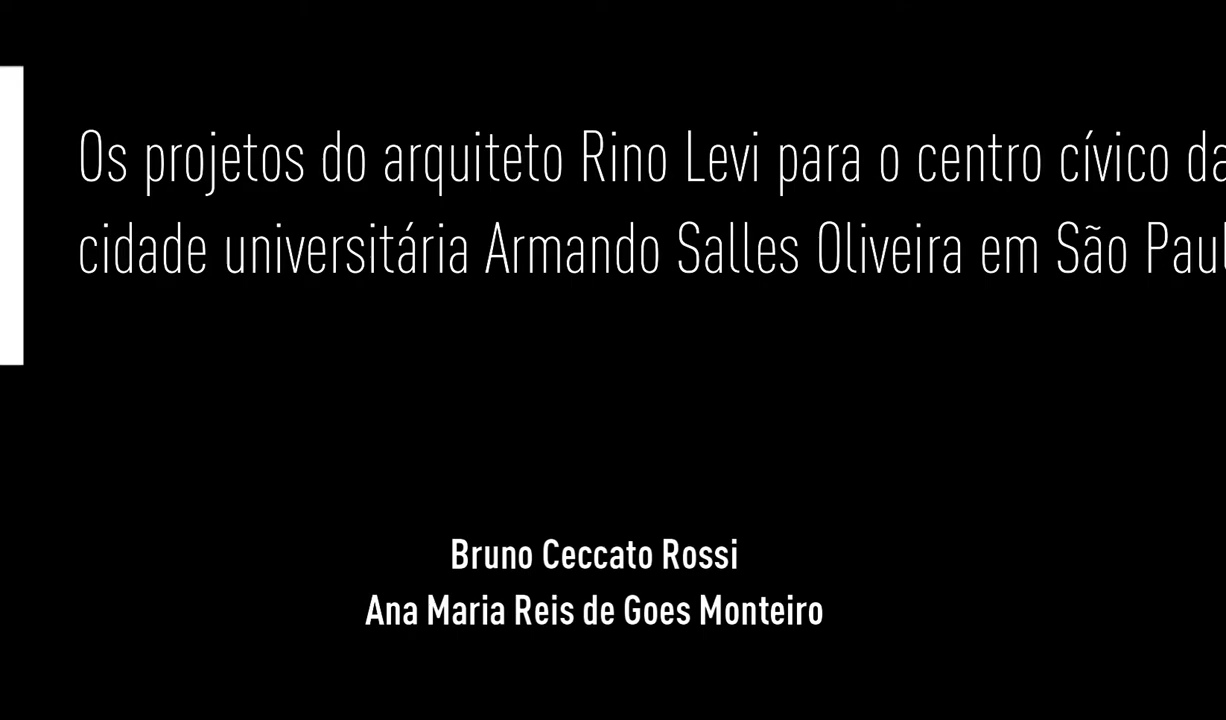 Os projetos do arquiteto Rino Levi para o centro cívico da
cidade universitária Armando Salles Oliveira em São Paul
Bruno Ceccato Rossi
Ana Maria Reis de Goes Monteiro